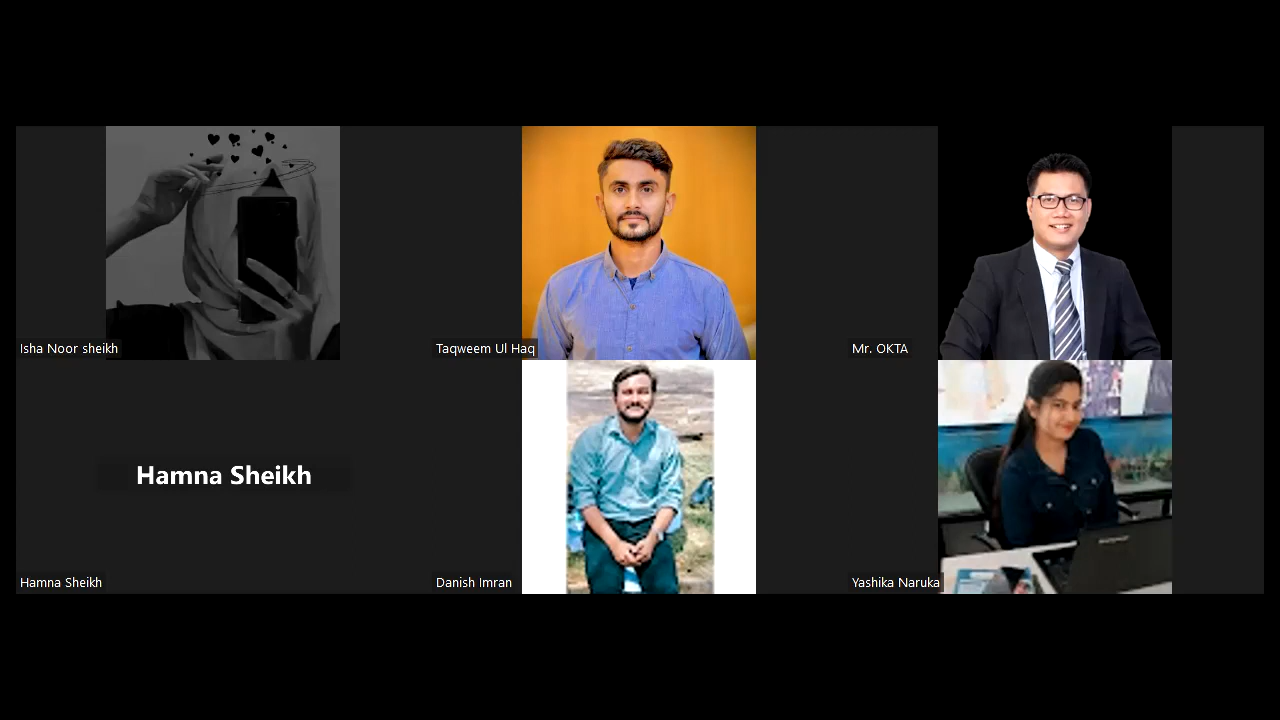 Isha Noor sheikh
Taqweem Ul Haq
Mr. OKTA
Hamna Sheikh
Hamna Sheikh
Danish Imran
Yashika Naruka